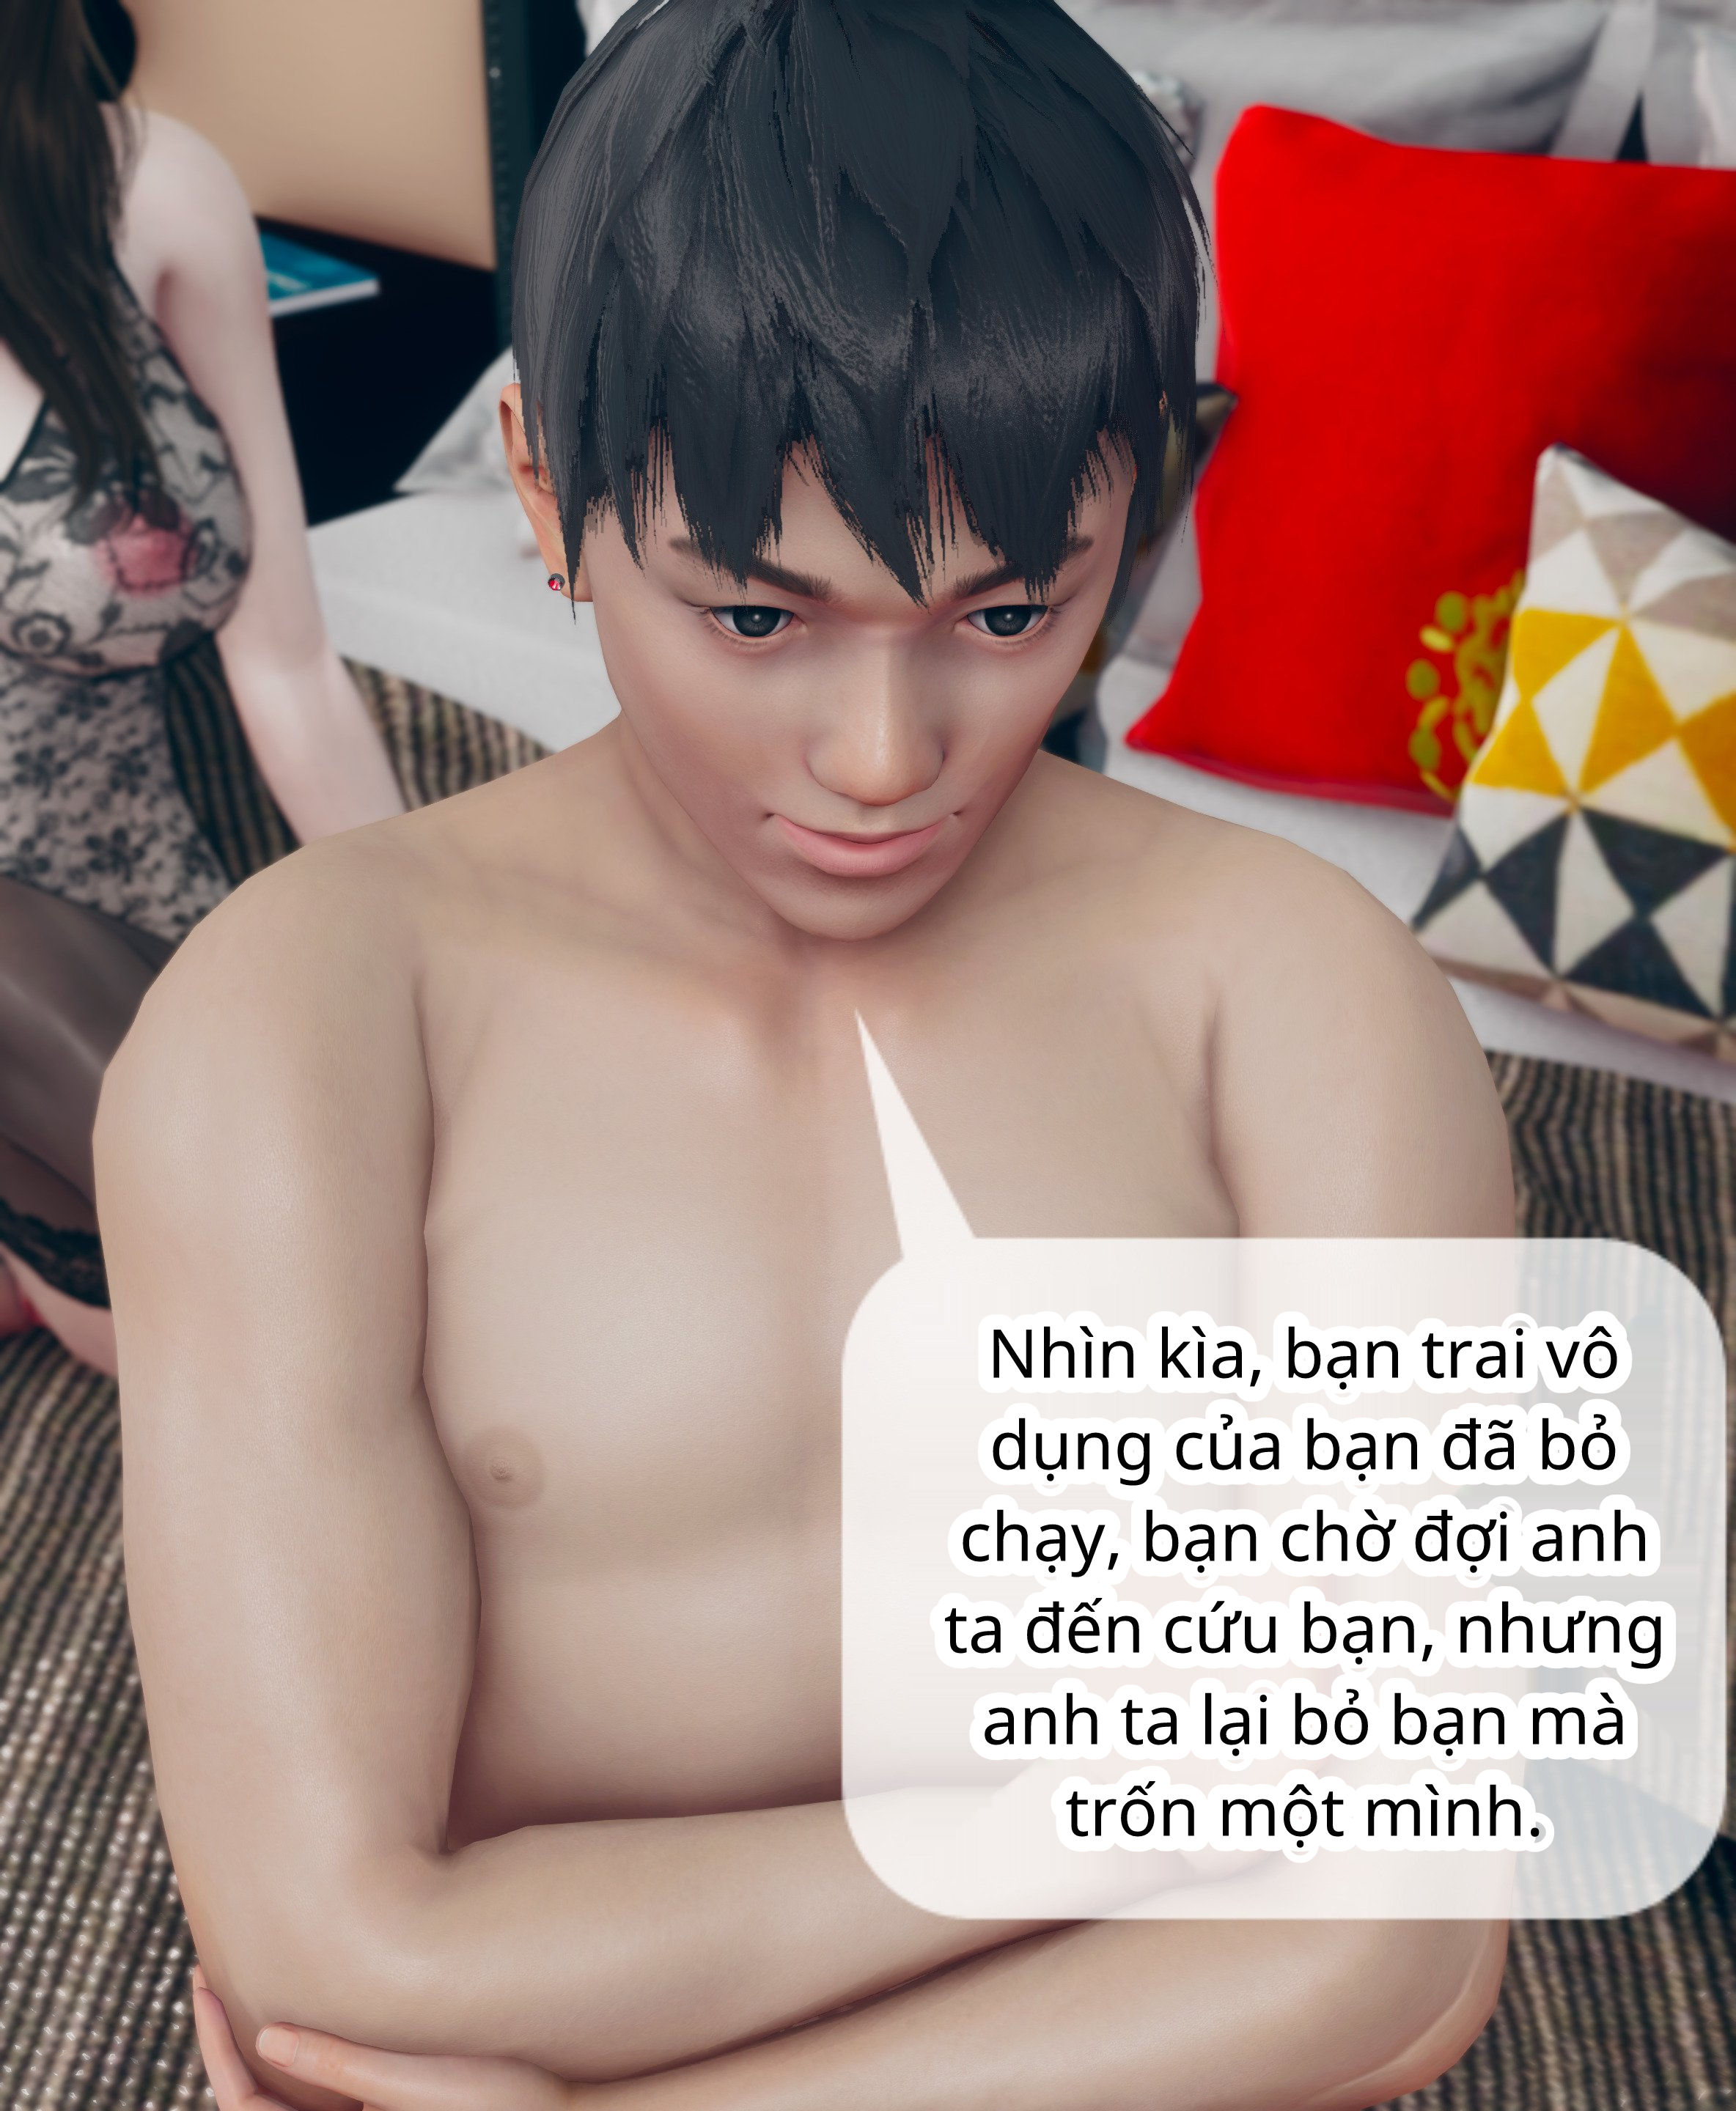 Nhìn kìa, bạn trai vô
dụng của bạn đã bỏ
chạy, bạn chờ đợi anh
ta đến cứu bạn, nhưng
anh ta lại bỏ bạn mà
trốn một mình.